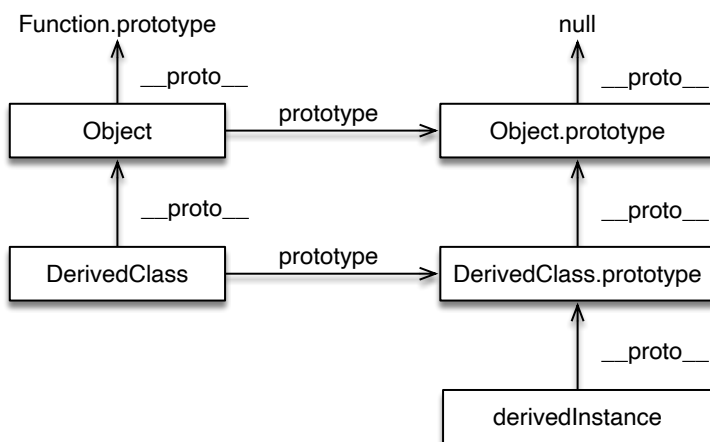 Function.prototype null
__proto__ __proto__
Object prototype Object.prototype
__proto__ __proto__
DerivedClass prototype DerivedClass.prototype
__proto__
derivedInstance